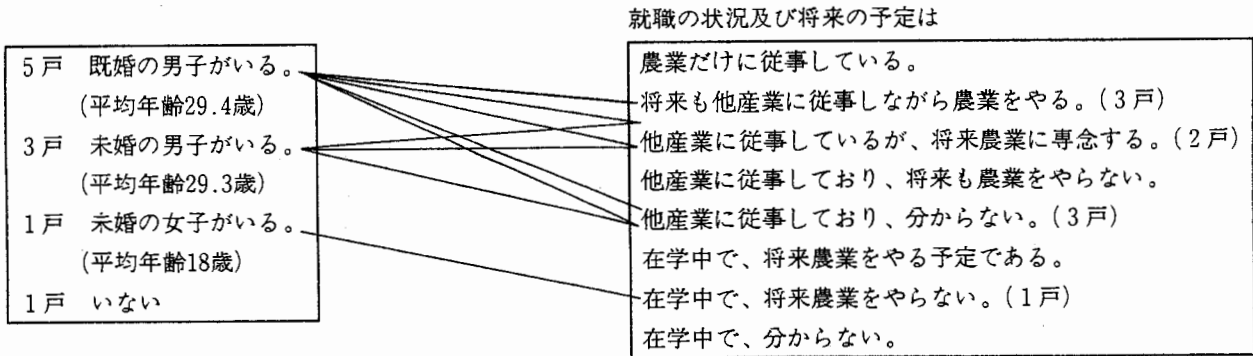 就職の状況及び将来の予定は
5戸 既婚の男子がいる。
(平均年齢29.4歳)
3戸 未婚の男子がいる。
(平均年齢29.3歳)
1戸 未婚の女子がいる。
(平均年齢18歳)
1戸 いない
農業だけに従事している。
将来も他産業に従事しながら農業をやる。(3戸)
他産業に従事しているが、将来農業に専念する。(2戸)
他産業に従事しており、将来も農業をやらない。
他産業に従事しており、分からない。(3戸)
在学中で、将来農業をやる予定である。
在学中で、将来農業をやらない。(1戸)
在学中で、分からない。